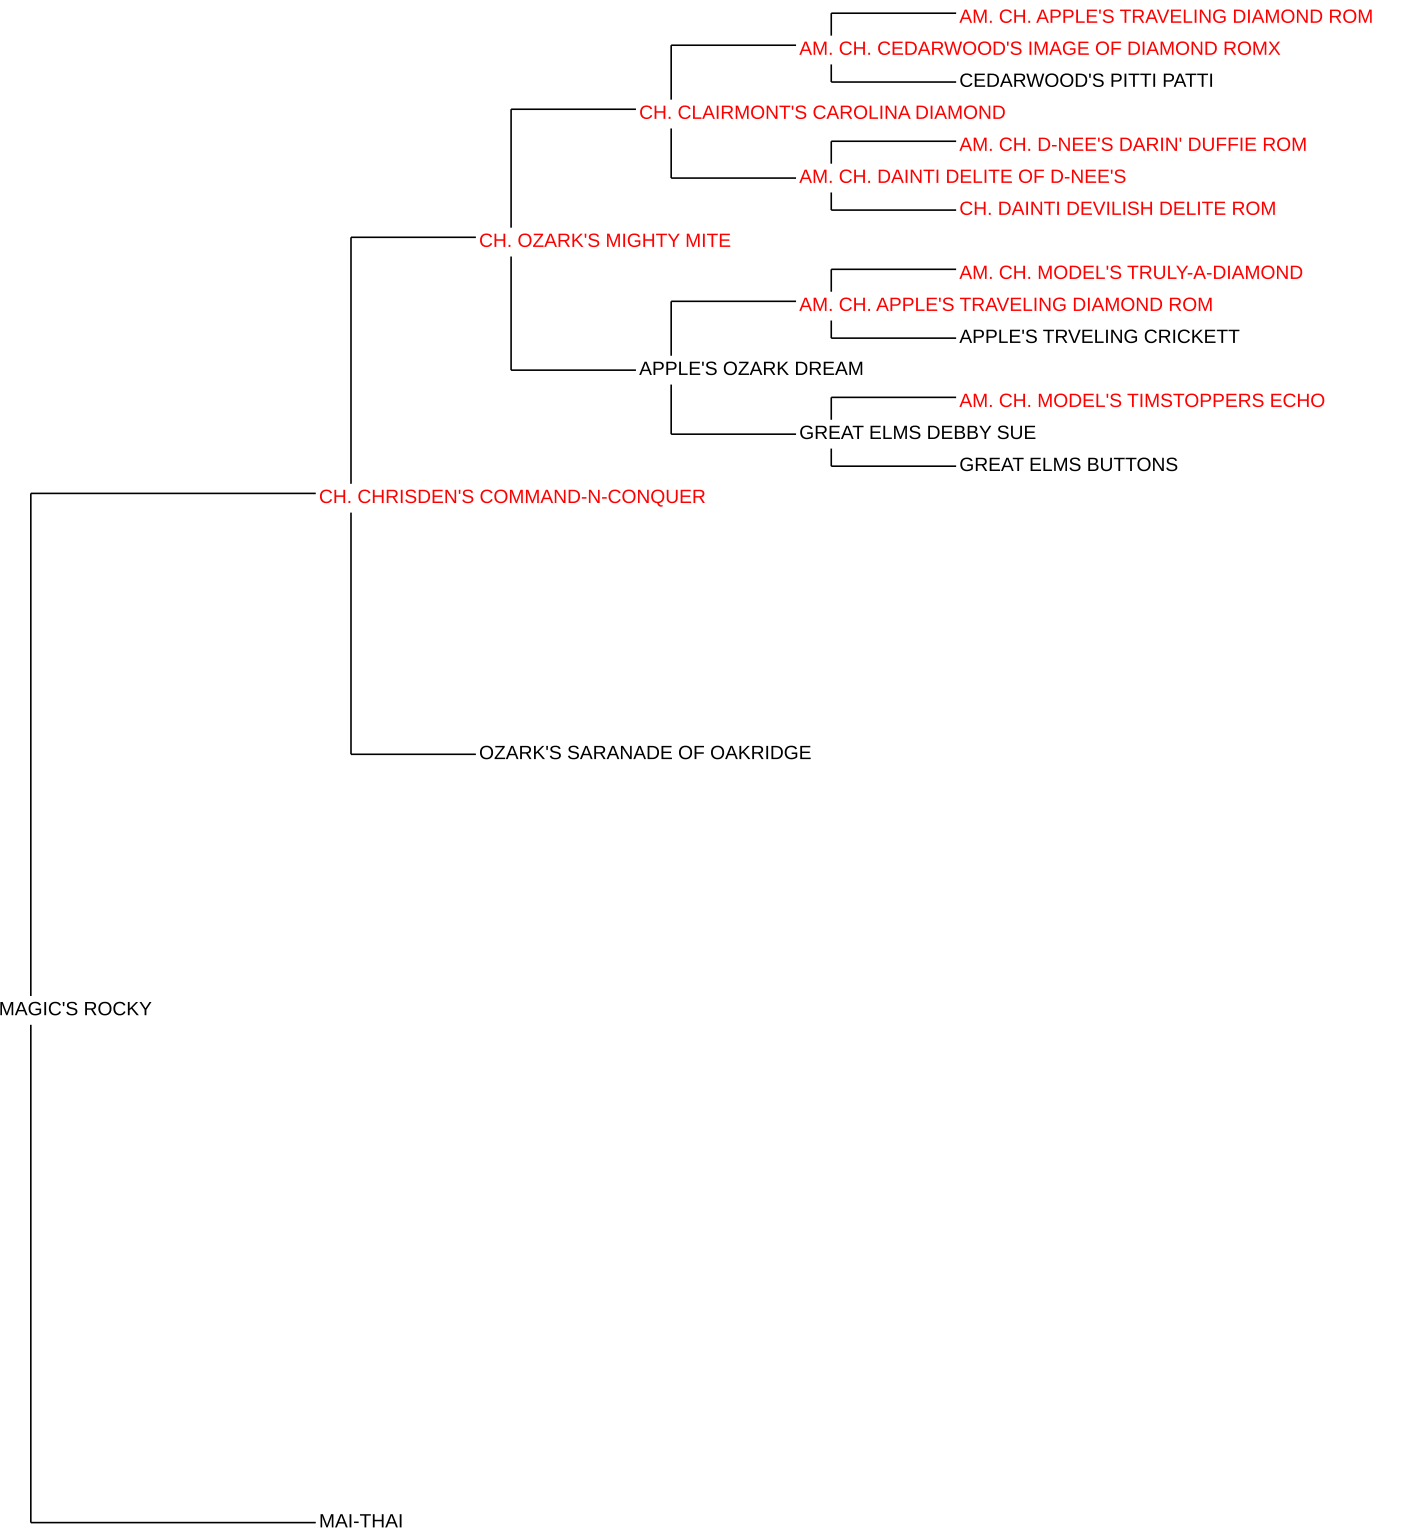 AM. CH. APPLE'S TRAVELING DIAMOND ROM
AM. CH. CEDARWOOD'S IMAGE OF DIAMOND ROMX
CEDARWOOD'S PITTI PATTI
CH. CLAIRMONT'S CAROLINA DIAMOND
AM. CH. D-NEE'S DARIN' DUFFIE ROM
AM. CH. DAINTI DELITE OF D-NEE'S
CH. DAINTI DEVILISH DELITE ROM
CH. OZARK'S MIGHTY MITE
AM. CH. MODEL'S TRULY-A-DIAMOND
AM. CH. APPLE'S TRAVELING DIAMOND ROM
APPLE'S TRVELING CRICKETT
APPLE'S OZARK DREAM
AM. CH. MODEL'S TIMSTOPPERS ECHO
GREAT ELMS DEBBY SUE
GREAT ELMS BUTTONS
CH. CHRISDEN'S COMMAND-N-CONQUER
OZARK'S SARANADE OF OAKRIDGE
MAGIC'S ROCKY
MAI-THAI